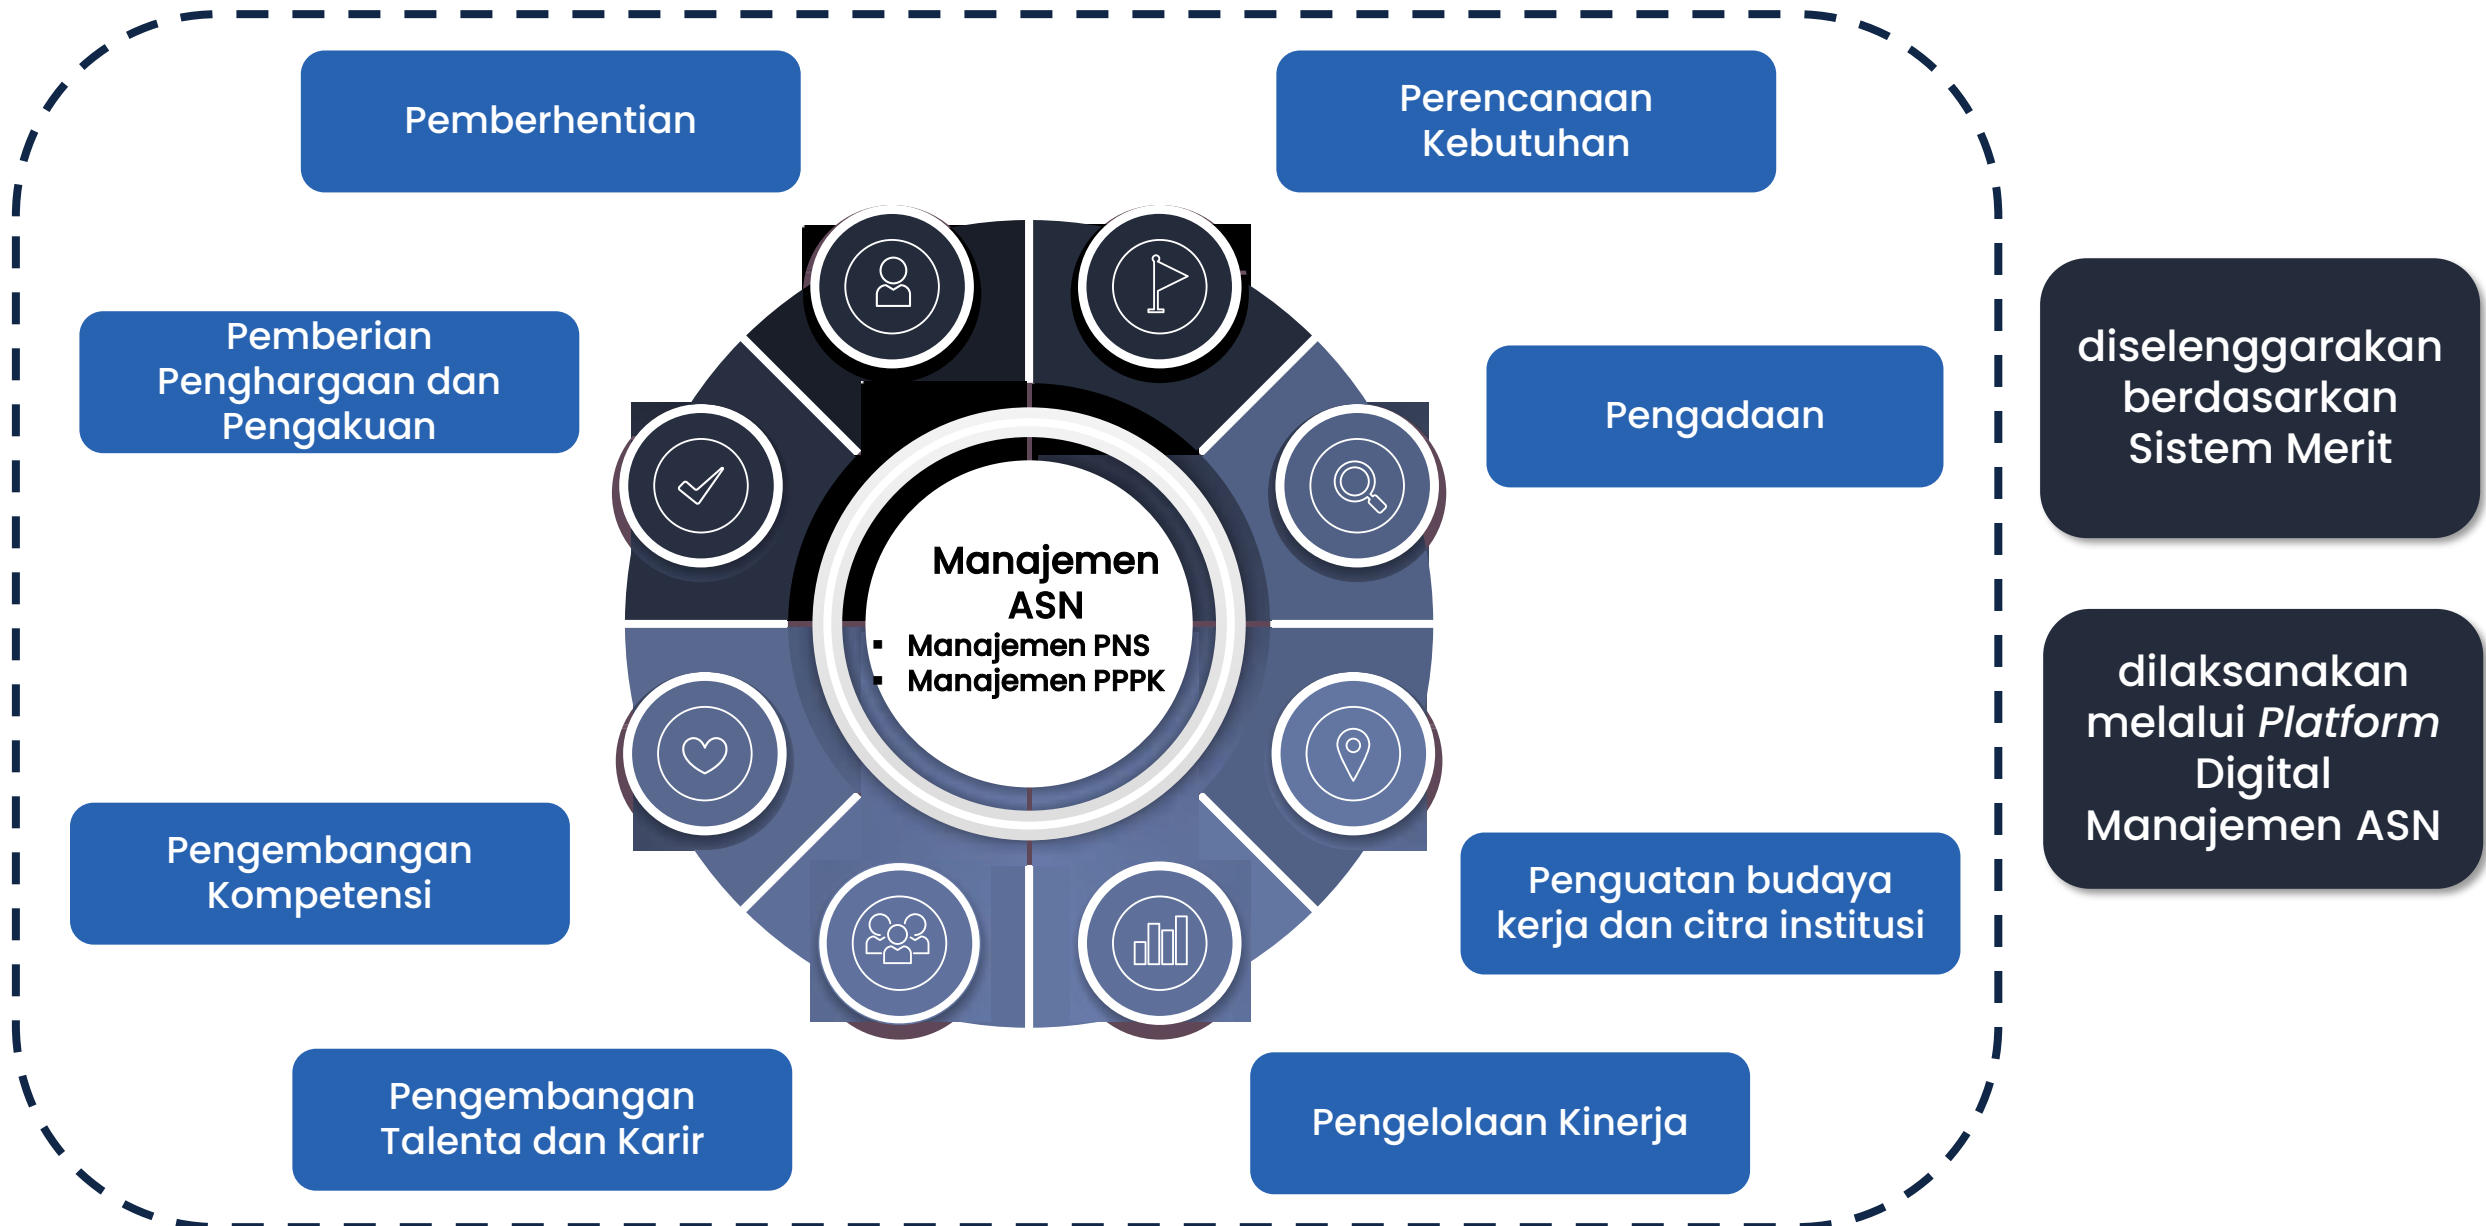 Pemberhentian
Perencanaan
Kebutuhan
Pemberian
Penghargaan dan
Pengakuan
Pengadaan
diselenggarakan
berdasarkan
Sistem Merit
Manajemen
ASN
▪ Manajemen PNS
▪ Manajemen PPPK
dilaksanakan
melalui Platform
Digital
Manajemen ASN
Pengembangan
Kompetensi
Penguatan budaya
kerja dan citra institusi
Pengembangan
Talenta dan Karir
Pengelolaan Kinerja